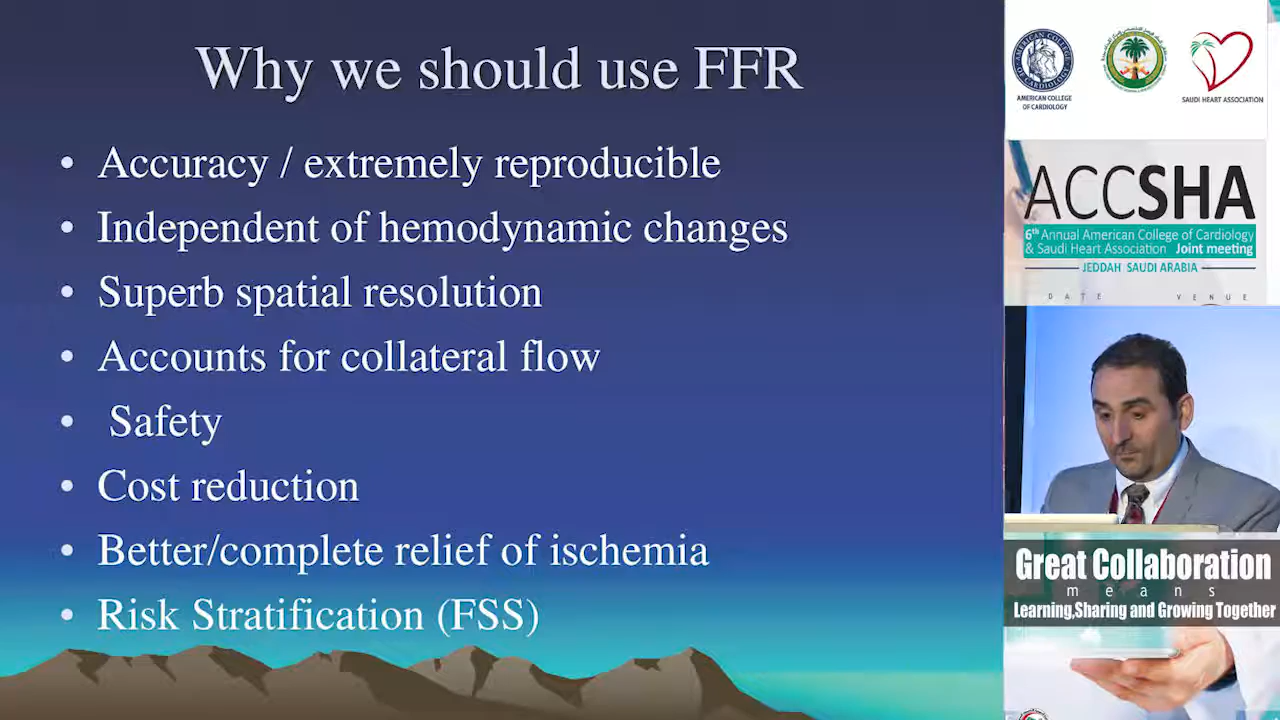 Why we should use FFR
• Accuracy / extremely reproducible
• Independent of hemodynamic changes
• Superb spatial resolution
• Accounts for collateral flow
• Safety
• Cost reduction
• Better/complete relief of ischemia
• Risk Stratification (FSS)
AMERICAN COLLEGE
OF CARDIOLOGY
SAUDI HEART ASSOCIATION
ACCSHA
6th Annual American College of Cardiology
& Saudi Heart Association Joint meeting
JEDDAH SAUDI ARABIA
DATE VENUE
Great Collaboration
means
Learning,Sharing and Growing Together